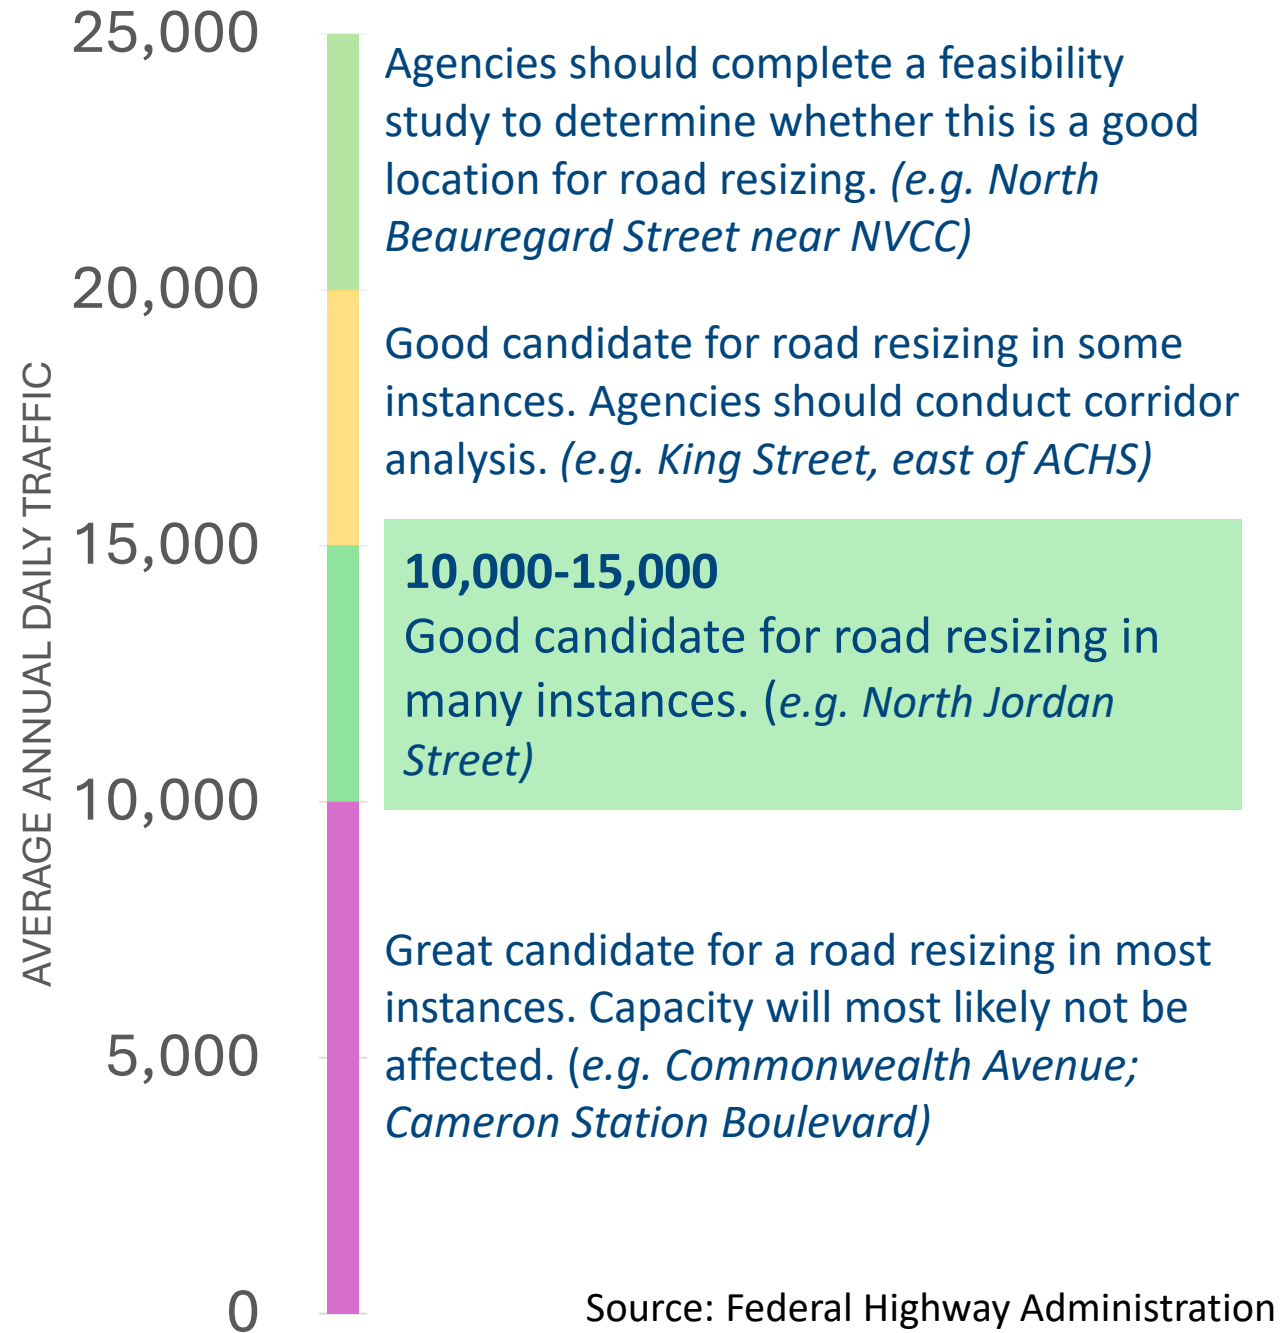 25,000
Agencies should complete a feasibility
study to determine whether this is a good
location for road resizing. (e.g. North
Beauregard Street near NVCC)
20,000
Good candidate for road resizing in some
instances. Agencies should conduct corridor
analysis. (e.g. King Street, east of ACHS)
AVERAGE ANNUAL DAILY TRAFFIC
15,000
10,000-15,000
Good candidate for road resizing in
many instances. (e.g. North Jordan
Street)
10,000
Great candidate for a road resizing in most
instances. Capacity will most likely not be
affected. (e.g. Commonwealth Avenue;
Cameron Station Boulevard)
5,000
0
Source: Federal Highway Administration